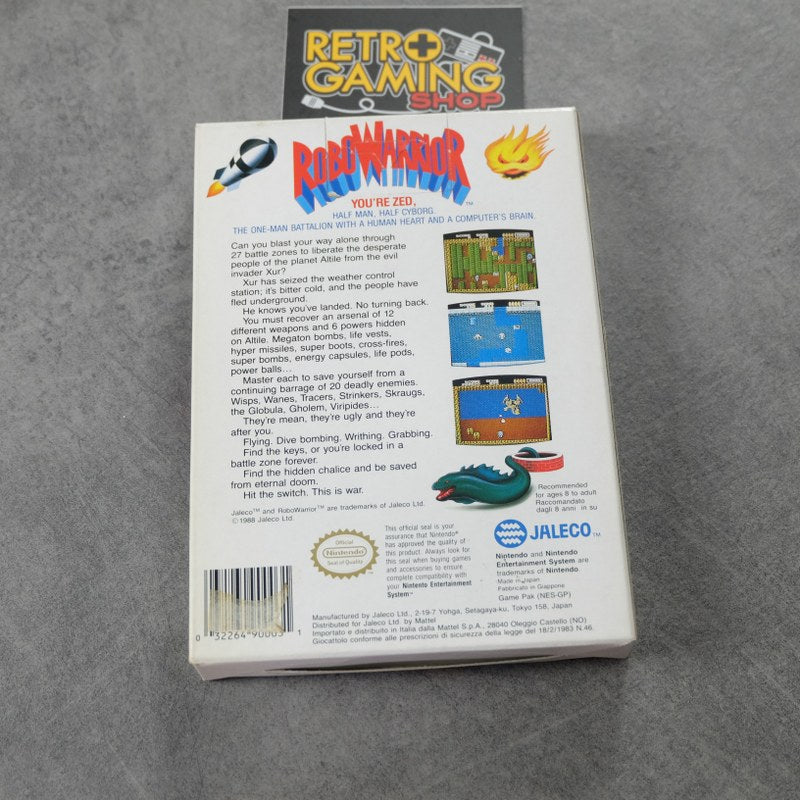 RETRO
GAMING
SHOP
ROBOWARRIOR™
YOU'RE ZED,
HALF MAN, HALF CYBORG.
THE ONE-MAN BATTALION WITH A HUMAN HEART AND A COMPUTER'S BRAIN.
Can you blast your way alone through
27 battle zones to liberate the desperate
people of the planet Altile from the evil
invader Xur?
Xur has seized the weather control
station; it's bitter cold, and the people have
fled underground.
He knows you've landed. No turning back.
You must recover an arsenal of 12
different weapons and 6 powers hidden
on Altile. Megaton bombs, life vests,
hyper missiles, super boots, cross-fires,
super bombs, energy capsules, life pods,
power balls...
Master each to save yourself from a
continuing barrage of 20 deadly enemies.
Wisps, Wanes, Tracers, Strinkers, Skraugs,
the Globula, Gholem, Viripides...
They're mean, they're ugly and they're
after you.
Flying. Dive bombing. Writhing. Grabbing.
Find the keys, or you're locked in a
battle zone forever.
Find the hidden chalice and be saved
from eternal doom.
Hit the switch. This is war.
Jaleco™ and RoboWarrior™ are trademarks of Jaleco Ltd.
© 1988 Jaleco Ltd.
Recommended
for ages 8 to adult
Raccomandato
dagli 8 anni in su
Official
Nintendo
Seal of Quality
This official seal is your
assurance that Nintendo®
has approved the quality of
this product. Always look for
this seal when buying games
and accessories to ensure
complete compatibility with
your Nintendo Entertainment
System™
JALECO™
Nintendo and Nintendo
Entertainment System are
trademarks of Nintendo.
Made in Japan
Fabbricato in Giappone
Game Pak (NES-GP)
0 32264 90003 1
Manufactured by Jaleco Ltd., 2-19-7 Yohga, Setagaya-ku, Tokyo 158, Japan
Distributed for Jaleco Ltd. by Mattel
Importato e distribuito in Italia dalla Mattel S.p.A., 28040 Oleggio Castello (NO)
Giocattolo conforme alle prescrizioni di sicurezza della legge del 18/2/1983 N.46.